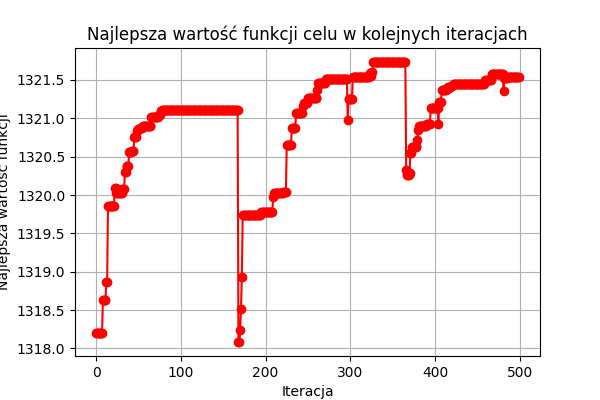 Najlepsza wartość funkcji celu w kolejnych iteracjach
Najlepsza wartość funkcji
1321.5
1321.0
1320.5
1320.0
1319.5
1319.0
1318.5
1318.0
0 100 200 300 400 500
Iteracja